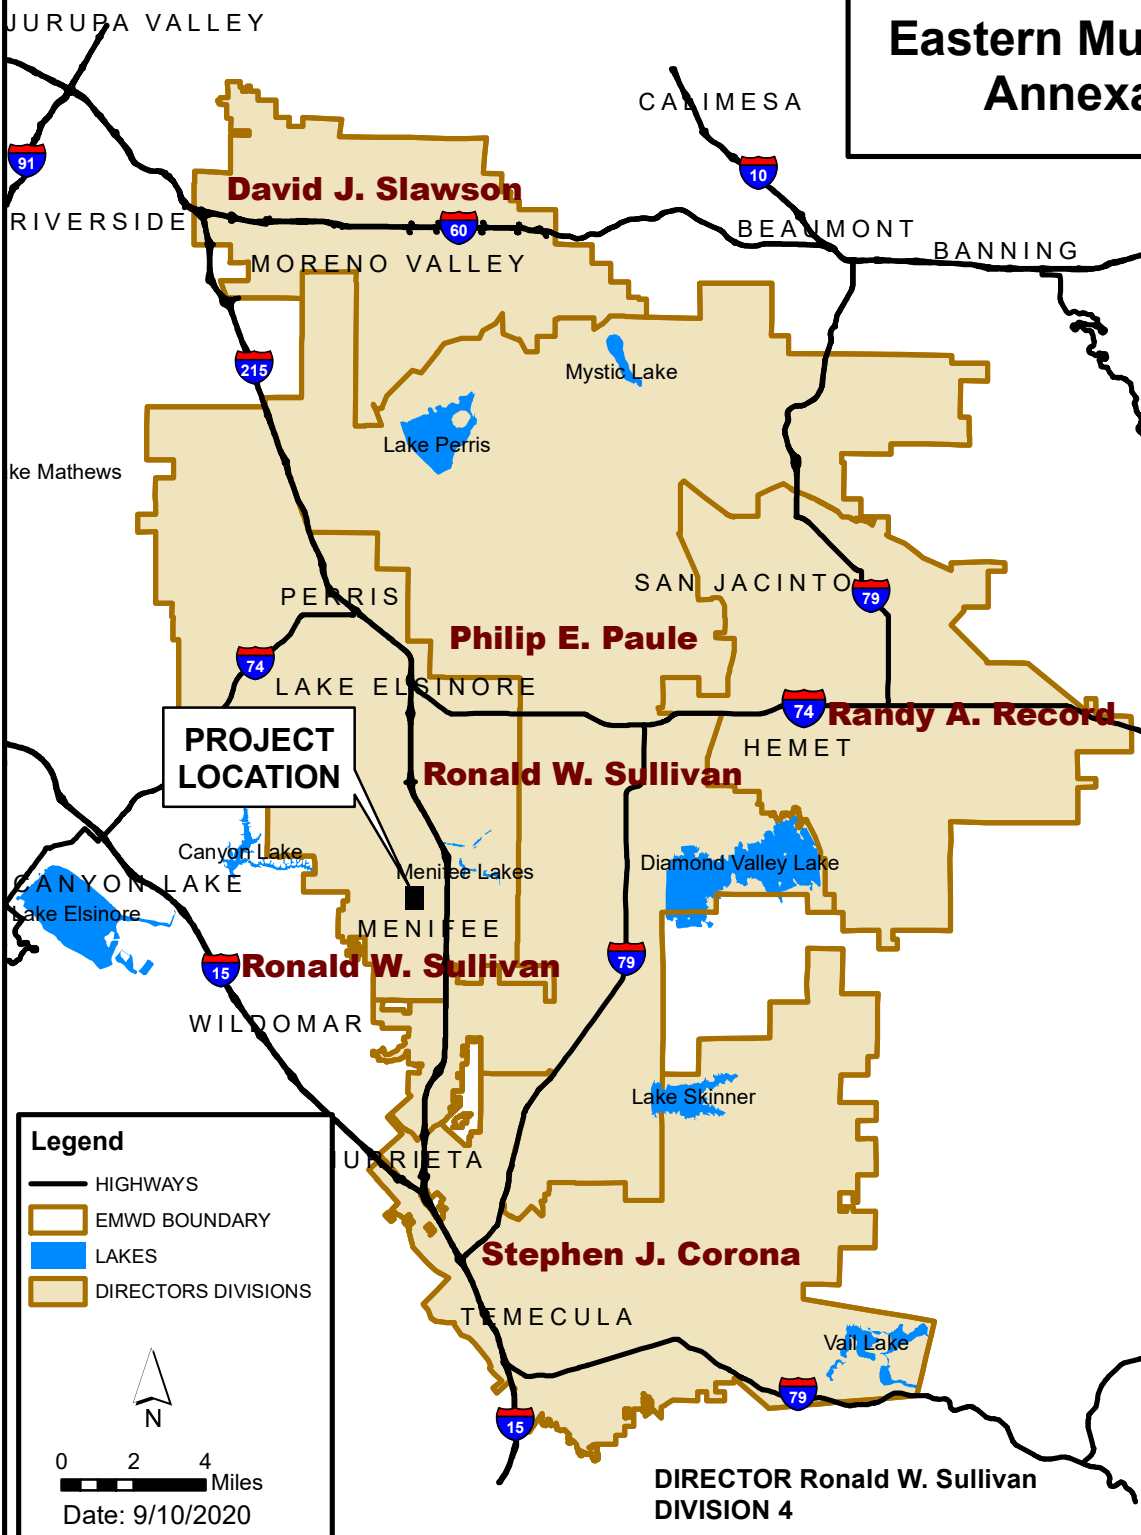 JURUPA VALLEY
Eastern Mu
Annexa
CALIMESA
91
10
David J. Slawson
RIVERSIDE
60
BEAUMONT
BANNING
MORENO VALLEY
215
Mystic Lake
Lake Perris
ke Mathews
SAN JACINTO
79
PERRIS
Philip E. Paule
74
LAKE ELSINORE
74
Randy A. Record
PROJECT
LOCATION
HEMET
Ronald W. Sullivan
Canyon Lake
Menifee Lakes
Diamond Valley Lake
CANYON LAKE
Lake Elsinore
MENIFEE
15
Ronald W. Sullivan
79
WILDOMAR
Lake Skinner
Legend
HIGHWAYS
EMWD BOUNDARY
LAKES
DIRECTORS DIVISIONS
URRIETA
Stephen J. Corona
TEMECULA
Vail Lake
79
15
N
0 2 4
Miles
Date: 9/10/2020
DIRECTOR Ronald W. Sullivan
DIVISION 4